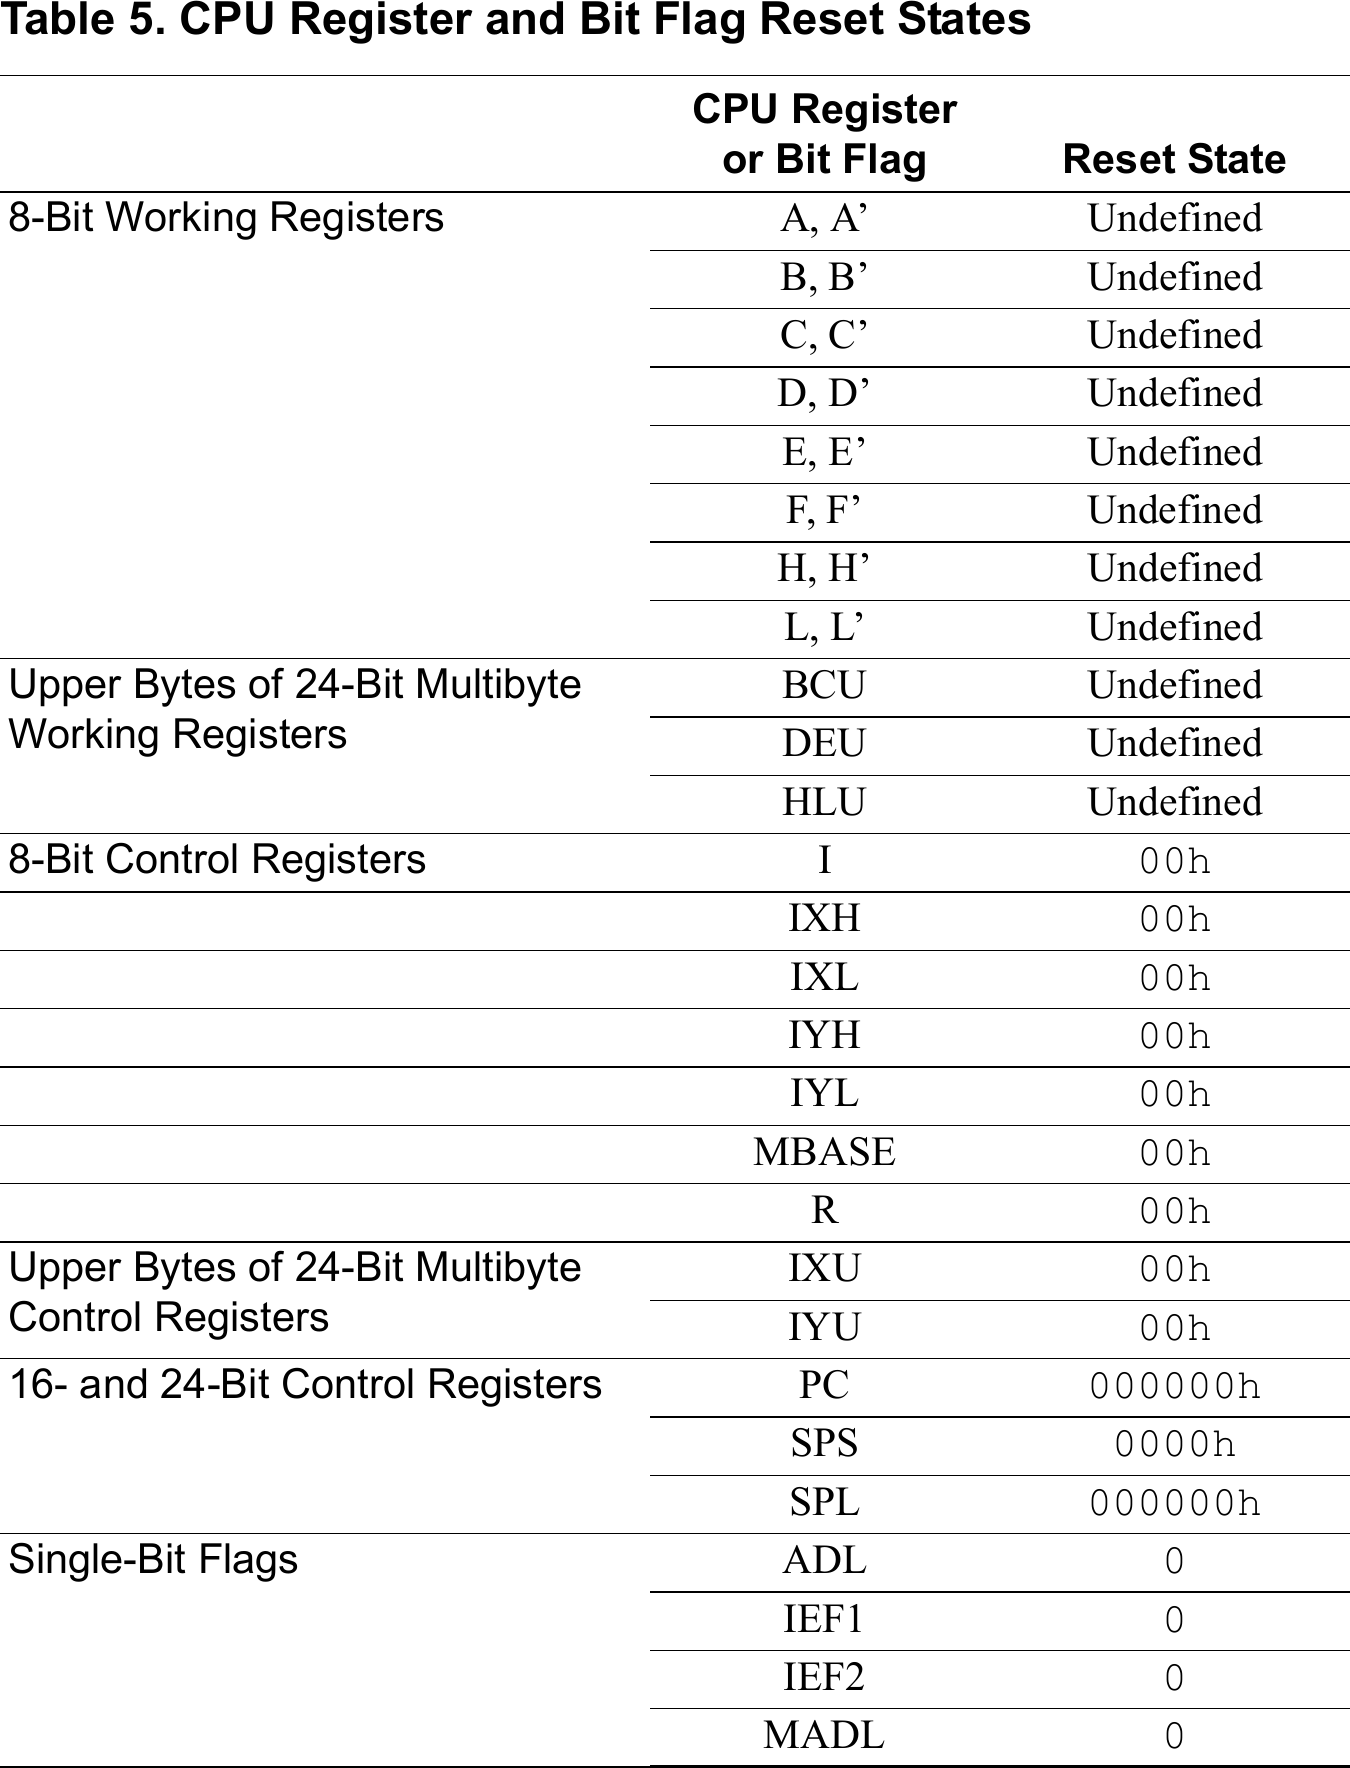 Table 5. CPU Register and Bit Flag Reset States
CPU Register
or Bit Flag Reset State
8-Bit Working Registers A, A’ Undefined
B, B’ Undefined
C, C’ Undefined
D, D’ Undefined
E, E’ Undefined
F, F’ Undefined
H, H’ Undefined
L, L’ Undefined
Upper Bytes of 24-Bit Multibyte BCU Undefined
Working Registers
DEU Undefined
HLU Undefined
8-Bit Control Registers I 00h
IXH 00h
IXL 00h
IYH 00h
IYL 00h
MBASE 00h
R 00h
Upper Bytes of 24-Bit Multibyte IXU 00h
Control Registers
IYU 00h
16- and 24-Bit Control Registers PC 000000h
SPS 0000h
SPL 000000h
Single-Bit Flags ADL 0
IEF1 0
IEF2 0
MADL 0